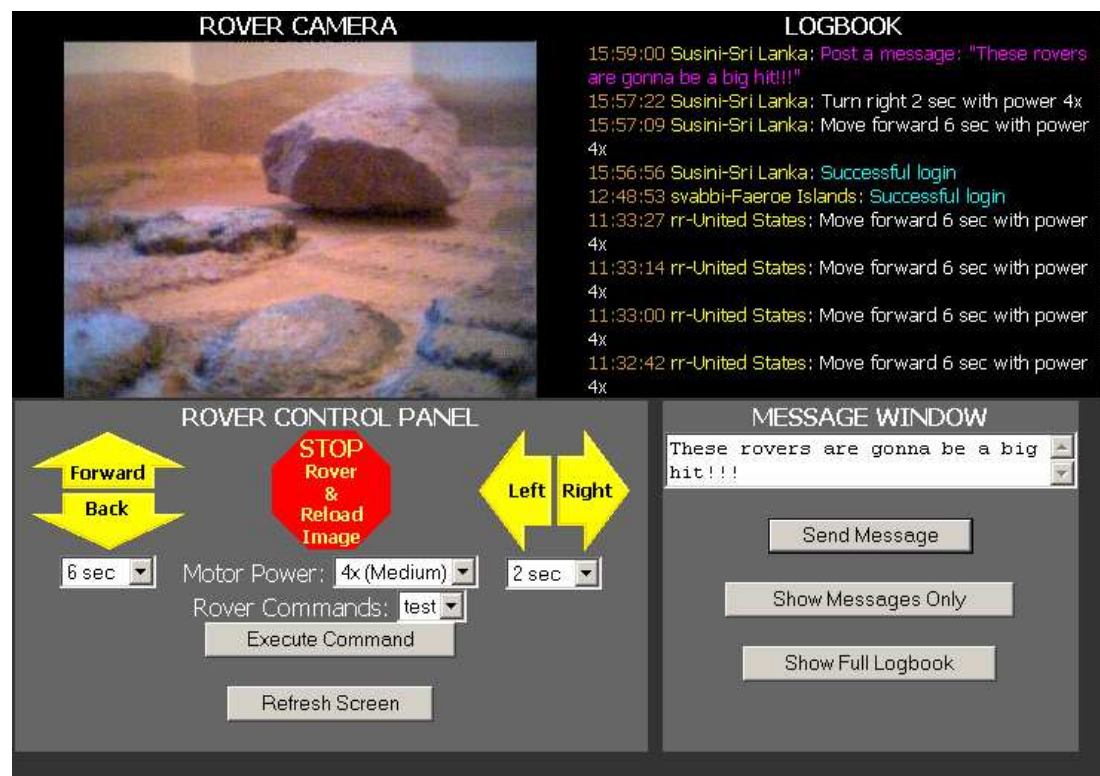 ROVER CAMERA
LOGBOOK
15:59:00 Susini-Sri Lanka: Post a message: "These rovers
are gonna be a big hit!!!"
15:57:22 Susini-Sri Lanka: Turn right 2 sec with power 4x
15:57:09 Susini-Sri Lanka: Move forward 6 sec with power
4x
15:56:56 Susini-Sri Lanka: Successful login
12:48:53 svabbi-Faeroe Islands: Successful login
11:33:27 rr-United States: Move forward 6 sec with power
4x
11:33:14 rr-United States: Move forward 6 sec with power
4x
11:33:00 rr-United States: Move forward 6 sec with power
4x
11:32:42 rr-United States: Move forward 6 sec with power
4x
ROVER CONTROL PANEL
Forward
Back
STOP
Rover
&
Reload
Image
Left Right
6 sec
Motor Power: 4x (Medium)
2 sec
Rover Commands: test
Execute Command
Refresh Screen
MESSAGE WINDOW
These rovers are gonna be a big
hit!!!
Send Message
Show Messages Only
Show Full Logbook